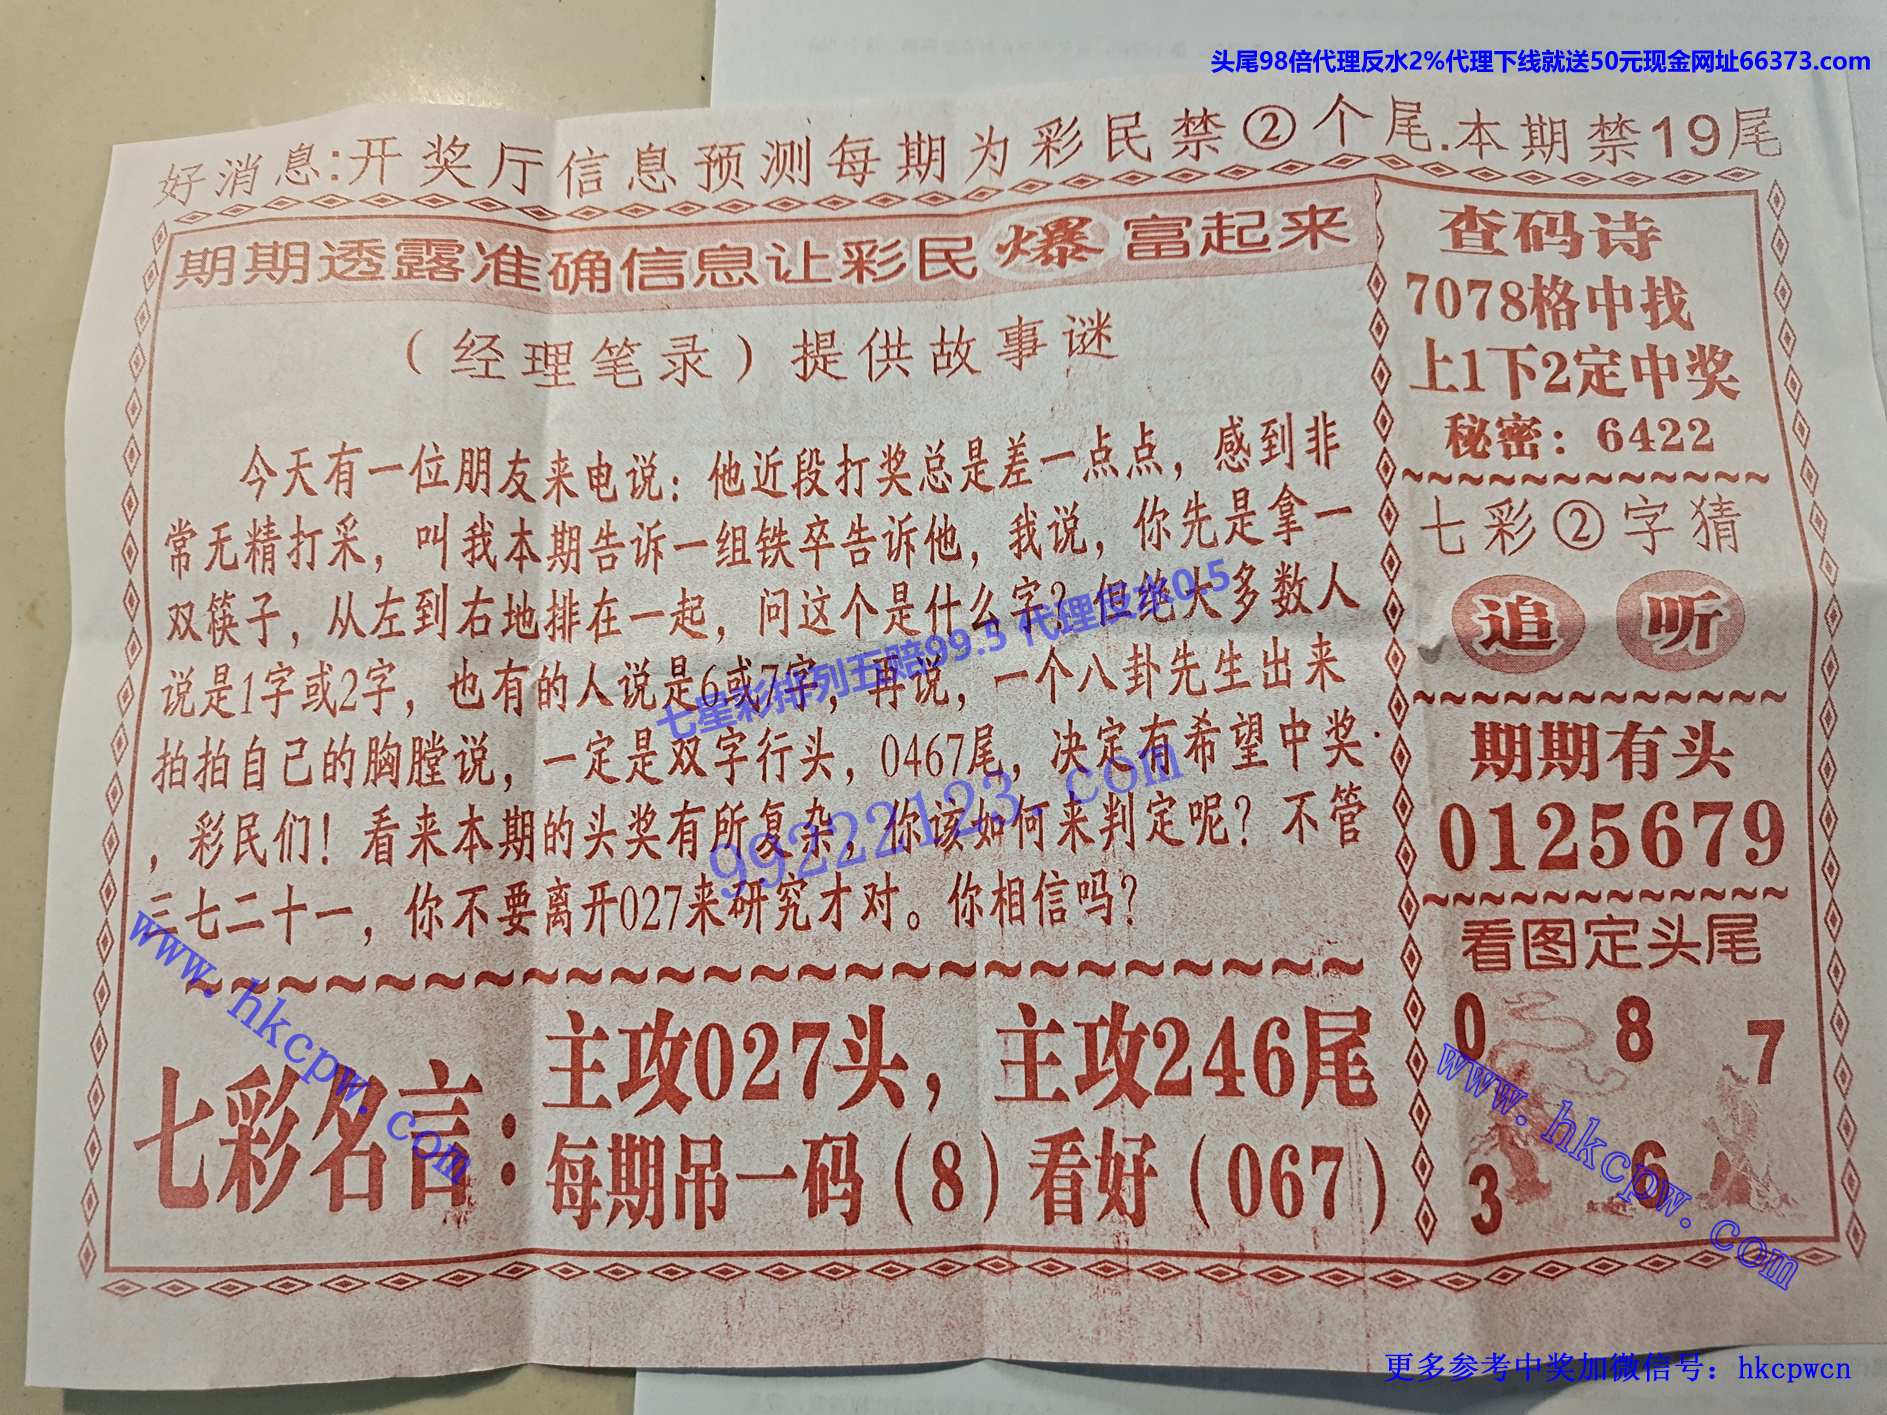 头尾98倍代理反水2%代理下线就送50元现金网址66373.com
好消息:开奖厅信息预测每期为彩民禁②个尾.本期禁19尾
期期透露准确信息让彩民爆富起来
（经理笔录）提供故事谜
今天有一位朋友来电说：他近段打奖总是差一点点，感到非
常无精打采，叫我本期告诉一组铁卒告诉他，我说，你先是拿一
双筷子，从左到右地排在一起，问这个是什么字？但绝大多数人
说是1字或2字，也有的人说是6或7字，再说，一个八卦先生出来
拍拍自己的胸膛说，一定是双字行头，0467尾，决定有希望中奖
，彩民们！看来本期的头奖有所复杂，你该如何来判定呢？不管
三七二十一，你不要离开027来研究才对。你相信吗？
七彩名言：
主攻027头，主攻246尾
每期吊一码（8）看好（067）
查码诗
7078格中找
上1下2定中奖
秘密：6422
七彩②字猜
追 听
期期有头
0125679
看图定头尾
0 8 7
3 6
七星彩排列五赔99.5 代理反水0.5
99222123.com
www.hkcpw.com
www.hkcpw.com
更多参考中奖加微信号：hkcpwcn